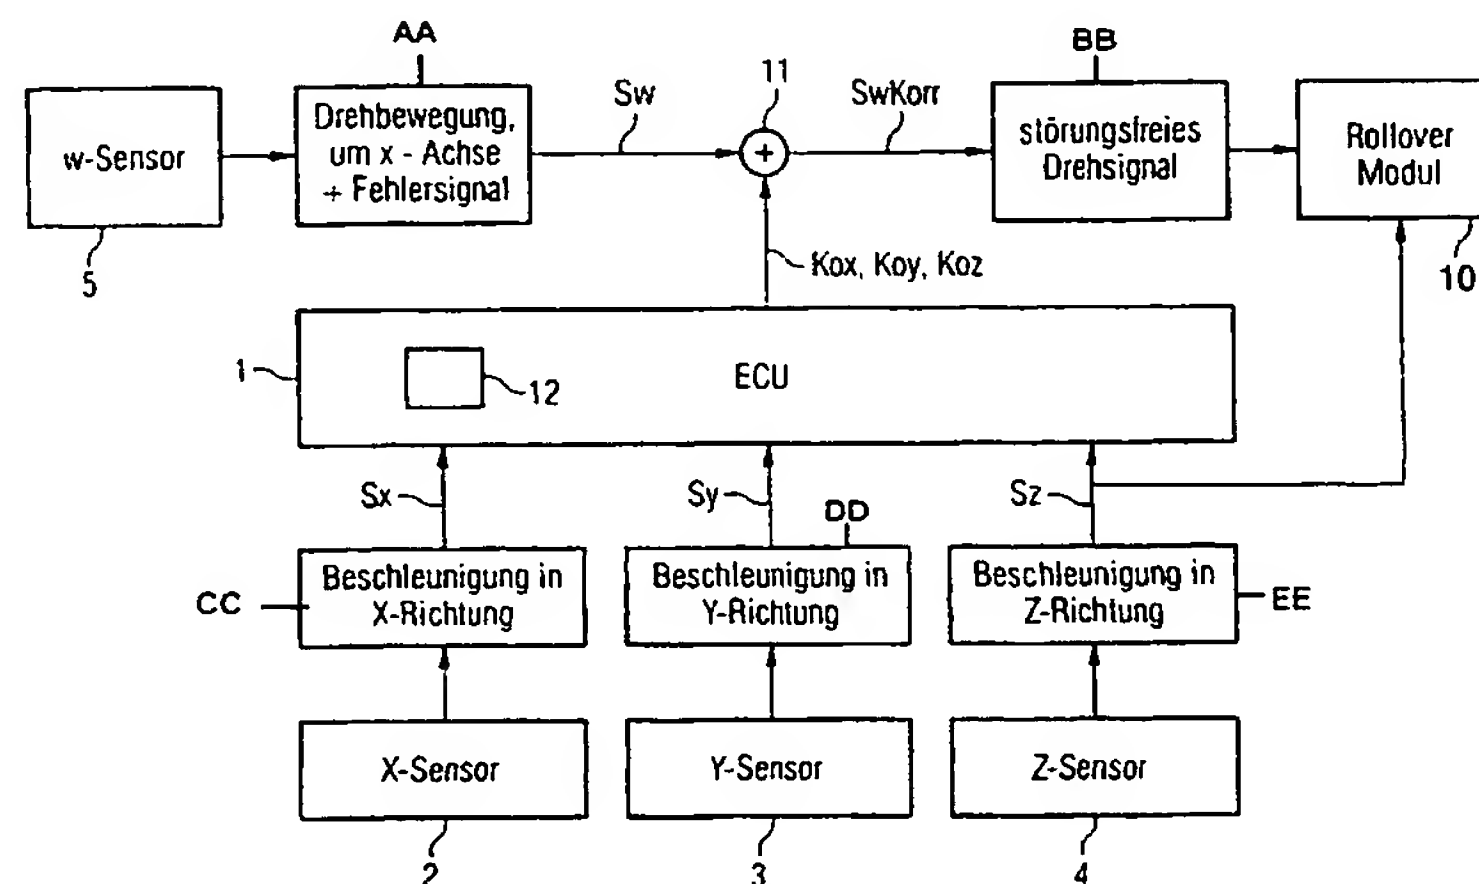 AA
BB
w-Sensor
Drehbewegung,
um x - Achse
+ Fehlersignal
Sw
11
+
SwKorr
störungsfreies
Drehsignal
Rollover
Modul
5
10
Kox, Koy, Koz
1
12
ECU
Sx
Sy
Sz
DD
CC
Beschleunigung in
X-Richtung
Beschleunigung in
Y-Richtung
Beschleunigung in
Z-Richtung
EE
X-Sensor
Y-Sensor
Z-Sensor
2
3
4